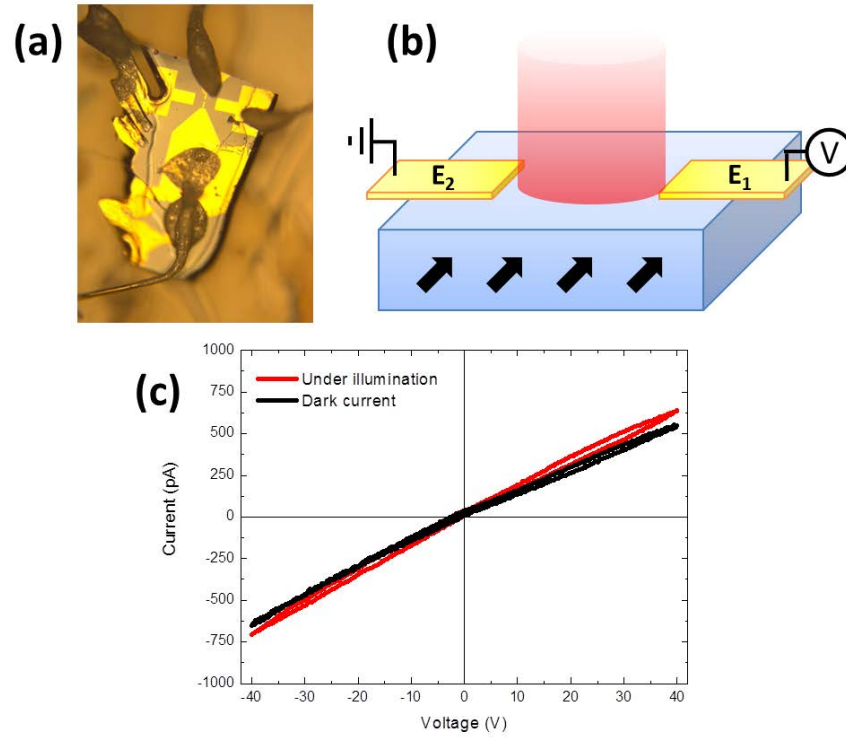 (a)
(b)
E₂
E₁
V
(c)
1000
750
500
250
0
-250
-500
-750
-1000
Current (pA)
Under illumination
Dark current
-40 -30 -20 -10 0 10 20 30 40
Voltage (V)